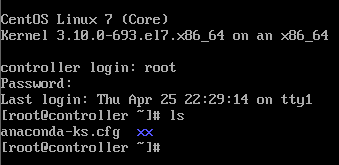 CentOS Linux 7 (Core)
Kernel 3.10.0-693.el7.x86_64 on an x86_64
controller login: root
Password:
Last login: Thu Apr 25 22:29:14 on tty1
[root@controller ~]# ls
anaconda-ks.cfg  xx
[root@controller ~]#